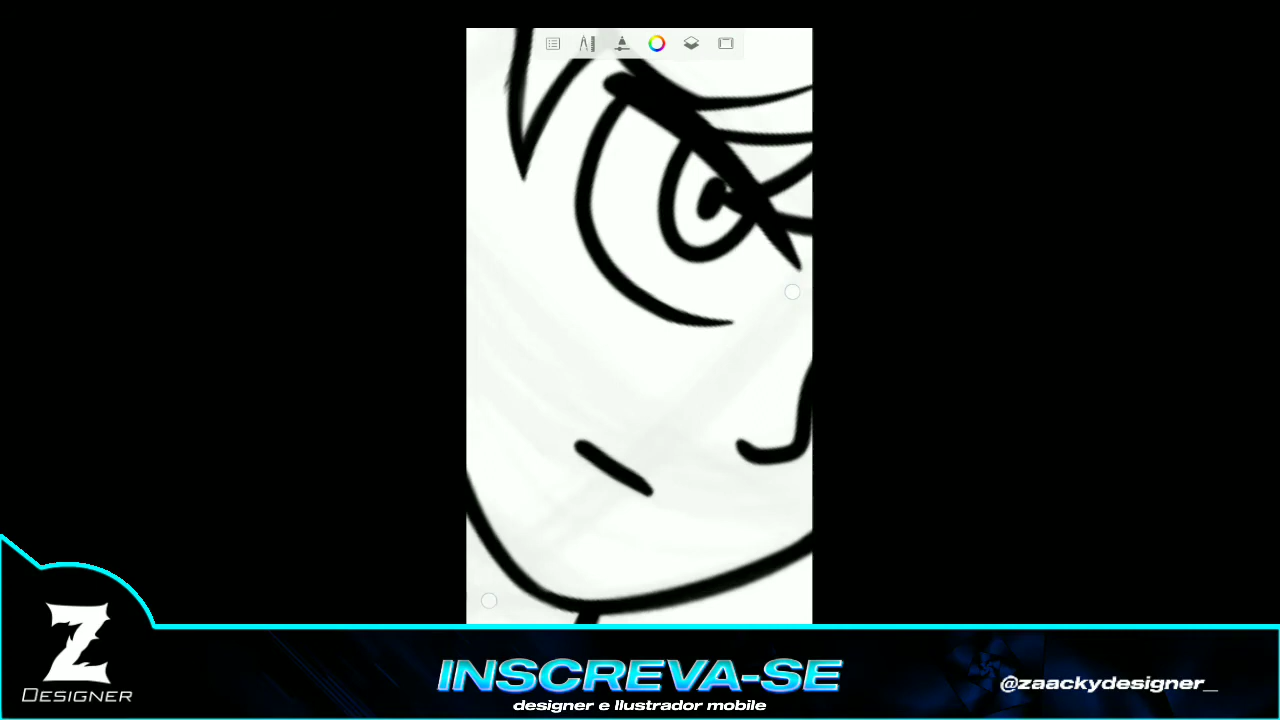 Z
DESIGNER
INSCREVA-SE
designer e Ilustrador mobile
@zaackydesigner_